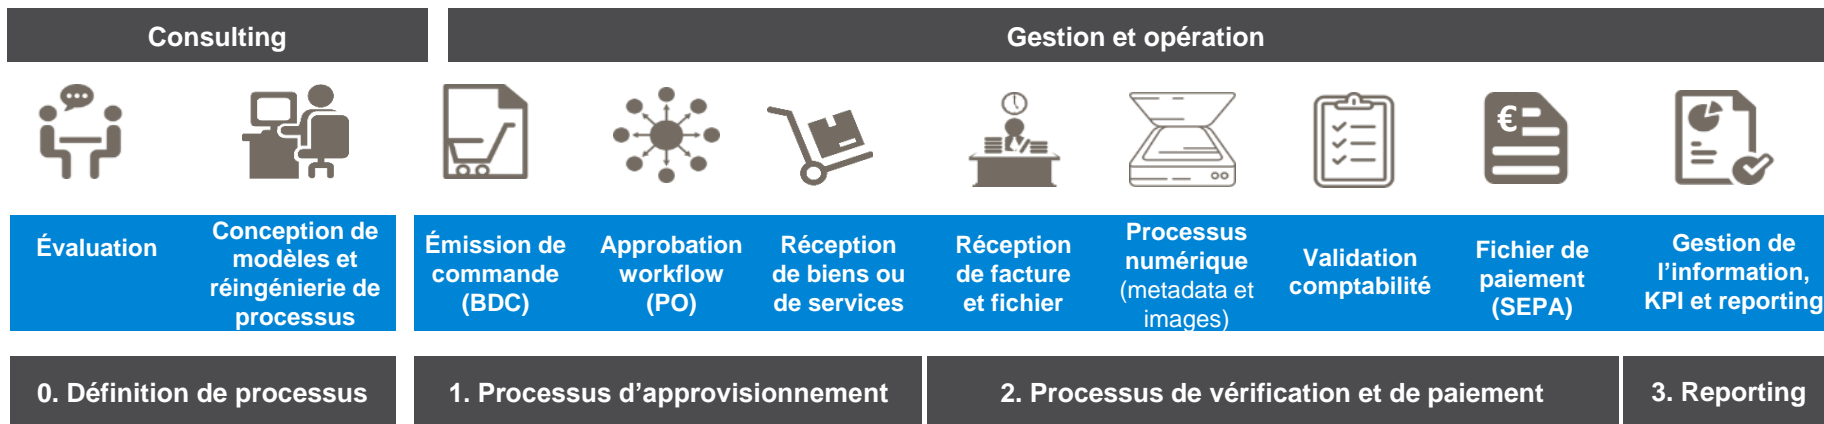 Consulting
Gestion et opération
€
Évaluation
Conception de
modèles et
réingénierie de
processus
Émission de
commande
(BDC)
Approbation
workflow
(PO)
Réception
de biens ou
de services
Réception
de facture
et fichier
Processus
numérique
(metadata et
images)
Validation
comptabilité
Fichier de
paiement
(SEPA)
Gestion de
l’information,
KPI et reporting
0. Définition de processus
1. Processus d’approvisionnement
2. Processus de vérification et de paiement
3. Reporting